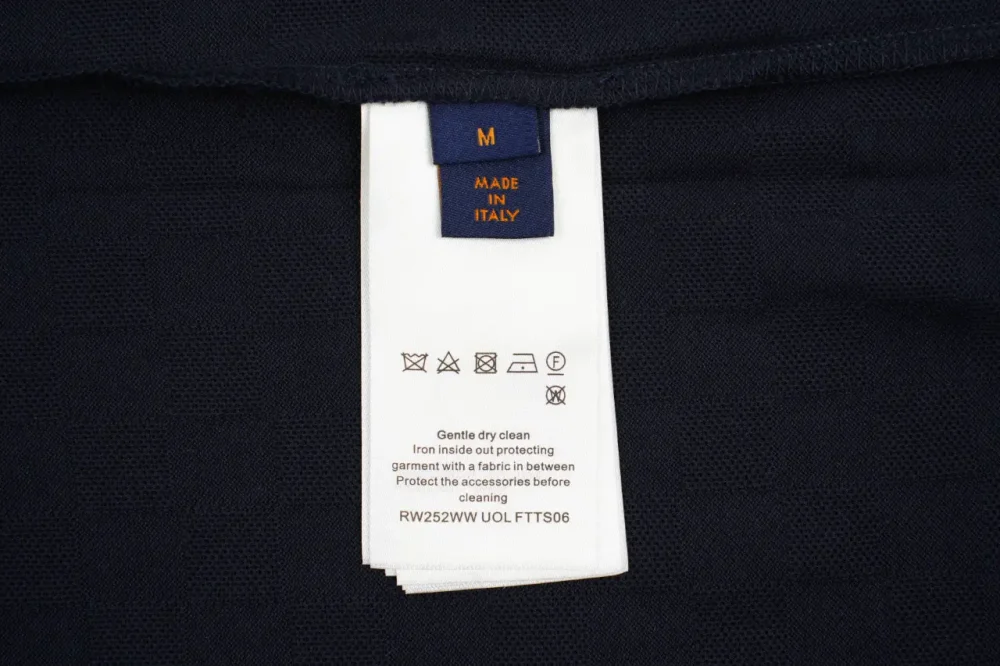 M
MADE
IN
ITALY
F
W
Gentle dry clean
Iron inside out protecting
garment with a fabric in between
Protect the accessories before
cleaning
RW252WW UOL FTTS06